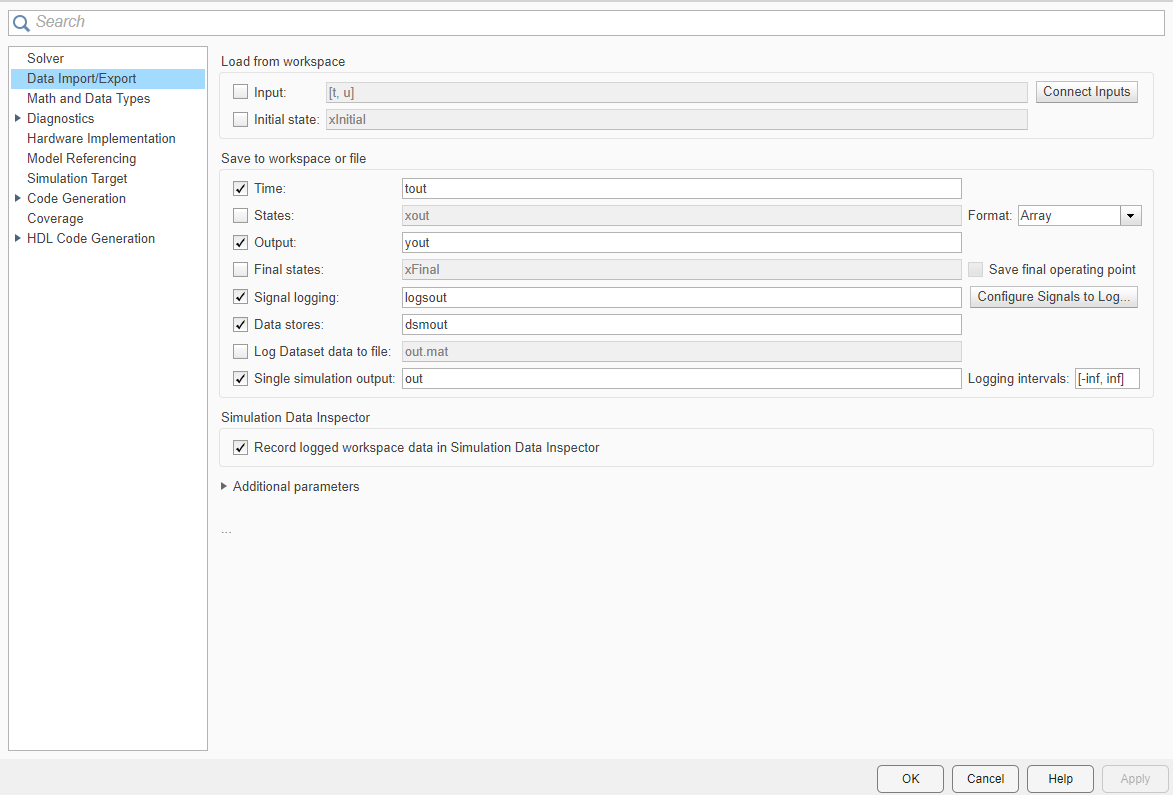 Search
Solver
Data Import/Export
Math and Data Types
Diagnostics
Hardware Implementation
Model Referencing
Simulation Target
Code Generation
Coverage
HDL Code Generation
Load from workspace
Input: [t, u] Connect Inputs
Initial state: xInitial
Save to workspace or file
Time: tout
States: xout Format: Array
Output: yout
Final states: xFinal Save final operating point
Signal logging: logsout Configure Signals to Log...
Data stores: dsmout
Log Dataset data to file: out.mat
Single simulation output: out Logging intervals: [-inf, inf]
Simulation Data Inspector
Record logged workspace data in Simulation Data Inspector
Additional parameters
...
OK Cancel Help Apply